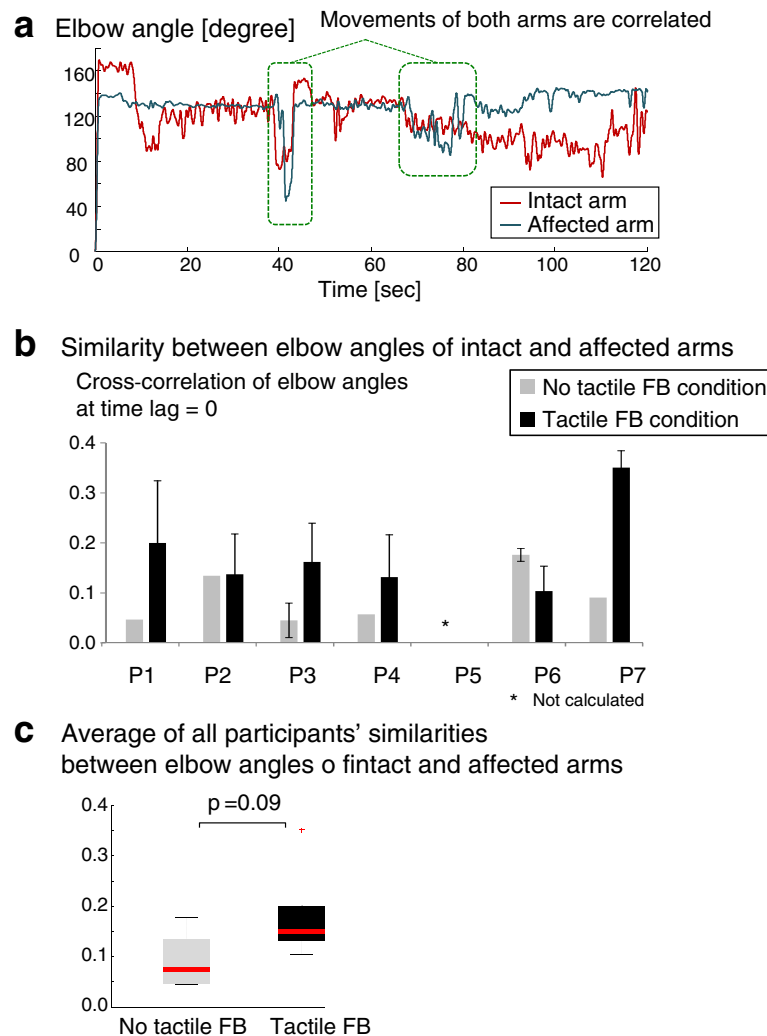 a Elbow angle [degree]
Movements of both arms are correlated
160
120
80
40
0
Intact arm
Affected arm
0 20 40 60 80 100 120
Time [sec]
b Similarity between elbow angles of intact and affected arms
Cross-correlation of elbow angles
at time lag = 0
No tactile FB condition
Tactile FB condition
0.4
0.3
0.2
0.1
0.0
*
P1 P2 P3 P4 P5 P6 P7
* Not calculated
c Average of all participants' similarities
between elbow angles o fintact and affected arms
p =0.09
0.4
0.3
0.2
0.1
0.0
No tactile FB Tactile FB